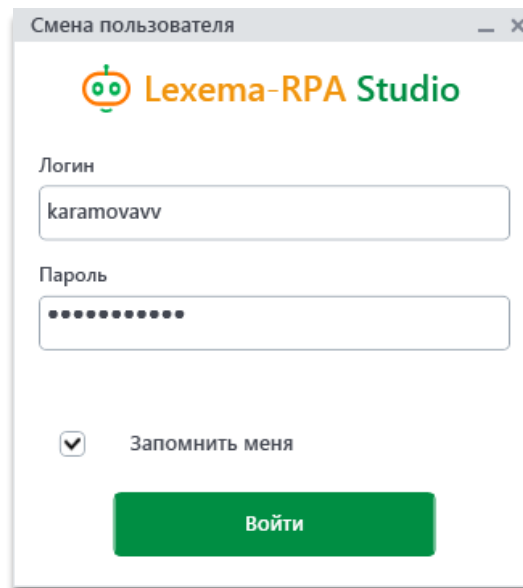 Смена пользователя
Lexema-RPA Studio
Логин
karamovavv
Пароль
•••••••••••
Запомнить меня
Войти